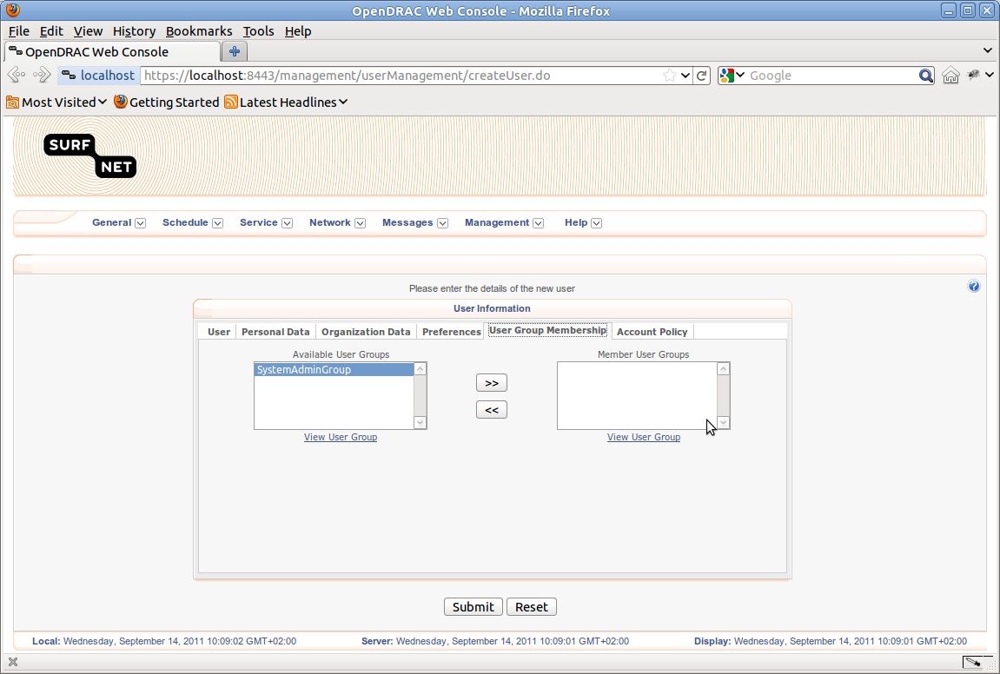 OpenDRAC Web Console - Mozilla Firefox
File Edit View History Bookmarks Tools Help
OpenDRAC Web Console
localhost https://localhost:8443/management/userManagement/createUser.do Google
Most Visited Getting Started Latest Headlines
SURF
NET
General Schedule Service Network Messages Management Help
Please enter the details of the new user
User Information
User Personal Data Organization Data Preferences User Group Membership Account Policy
Available User Groups Member User Groups
SystemAdminGroup
>>
<<
View User Group View User Group
Submit Reset
Local: Wednesday, September 14, 2011 10:09:02 GMT+02:00 Server: Wednesday, September 14, 2011 10:09:01 GMT+02:00 Display: Wednesday, September 14, 2011 10:09:01 GMT+02:00